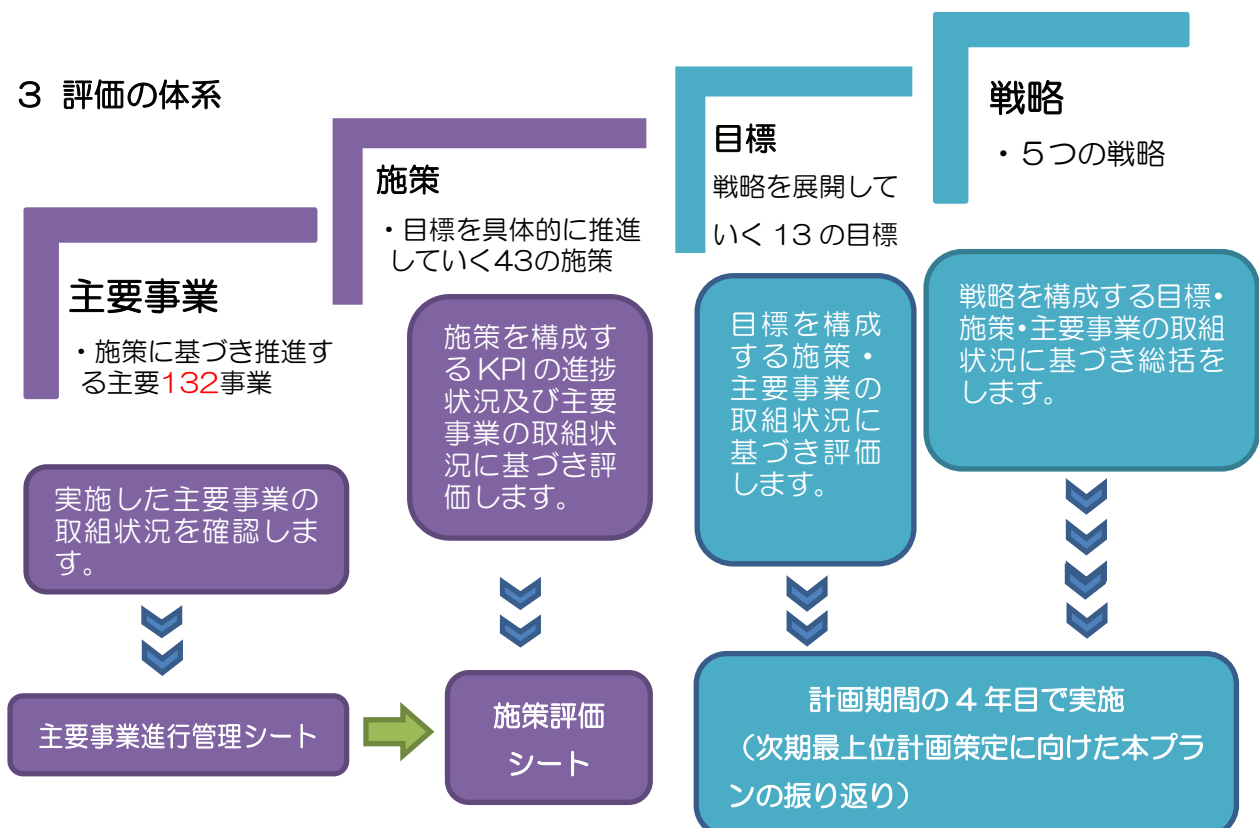 3 評価の体系
主要事業
・施策に基づき推進す
る主要132事業
実施した主要事業の
取組状況を確認しま
す。
主要事業進行管理シート
施策
・目標を具体的に推進
していく43の施策
施策を構成す
るKPIの進捗
状況及び主要
事業の取組状
況に基づき評
価します。
施策評価
シート
目標
戦略を展開して
いく13の目標
目標を構成
する施策・
主要事業の
取組状況に
基づき評価
します。
戦略
・5つの戦略
戦略を構成する目標・
施策・主要事業の取組
状況に基づき総括を
します。
計画期間の4年目で実施
（次期最上位計画策定に向けた本プラ
ンの振り返り）